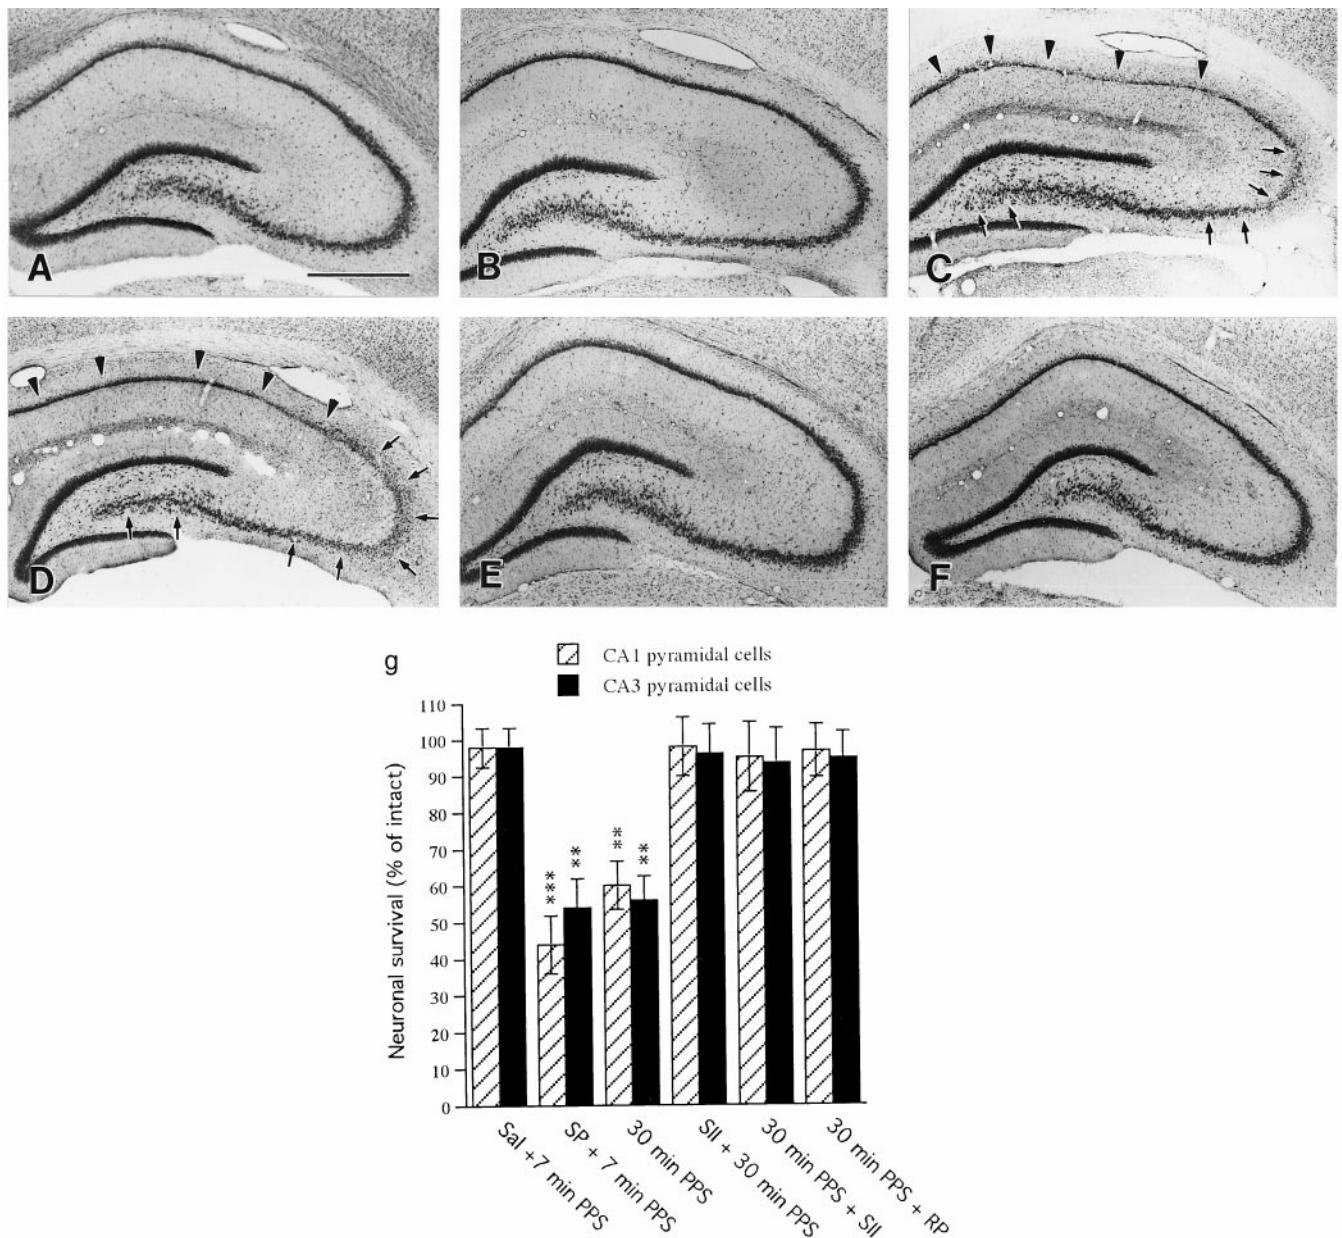 A
B
C
D
E
F
g
CA1 pyramidal cells
CA3 pyramidal cells
Neuronal survival (% of intact)
110
100
90
80
70
60
50
40
30
20
10
0
***
**
**
**
Sal +7 min PPS
SP + 7 min PPS
30 min PPS
SII + 30 min PPS
30 min PPS + SII
30 min PPS + RP